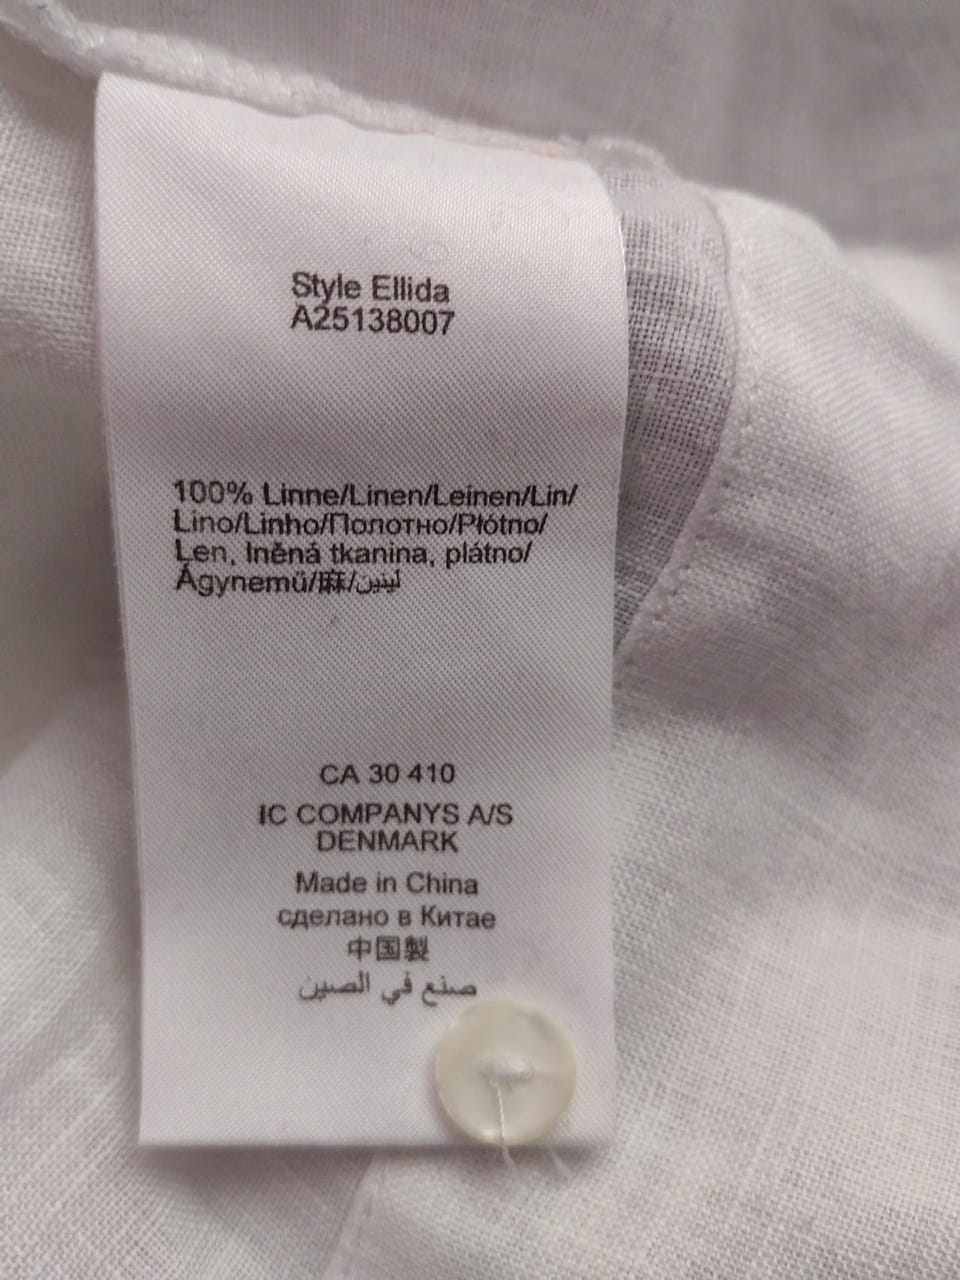 Style Ellida
A25138007
100% Linne/Linen/Leinen/Lin/
Lino/Linho/Полотно/Płótno/
Len, lněná tkanina, plátno/
Ágynemű/麻/لينين
CA 30 410
IC COMPANYS A/S
DENMARK
Made in China
сделано в Китае
中国製
صنع في الصين